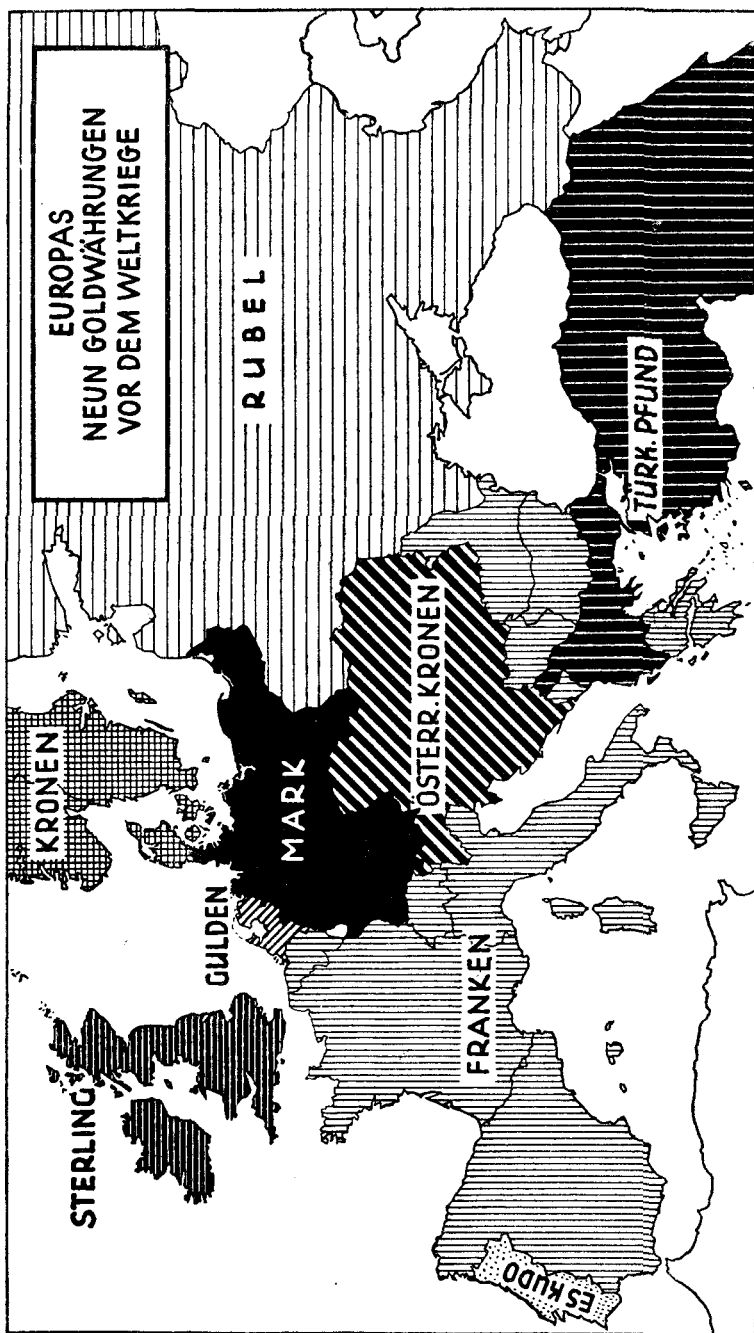 EUROPAS
NEUN GOLDWÄHRUNGEN
VOR DEM WELTKRIEGE
KRONEN
RUBEL
STERLING
GULDEN
MARK
ÖSTERR. KRONEN
FRANKEN
TÜRK. PFUND
ESKUDO